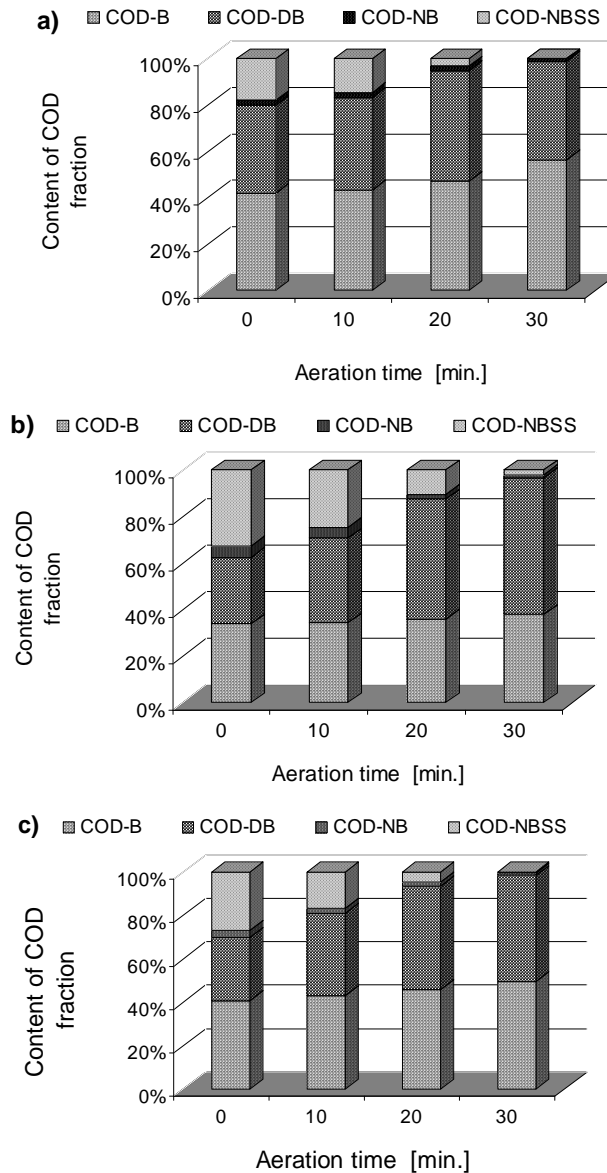 a)
COD-B COD-DB COD-NB COD-NBSS
100%
80%
60%
40%
20%
0%
Content of COD
fraction
0 10 20 30
Aeration time [min.]
b)
COD-B COD-DB COD-NB COD-NBSS
100%
80%
60%
40%
20%
0%
Content of COD
fraction
0 10 20 30
Aeration time [min.]
c)
COD-B COD-DB COD-NB COD-NBSS
100%
80%
60%
40%
20%
0%
Content of COD
fraction
0 10 20 30
Aeration time [min.]